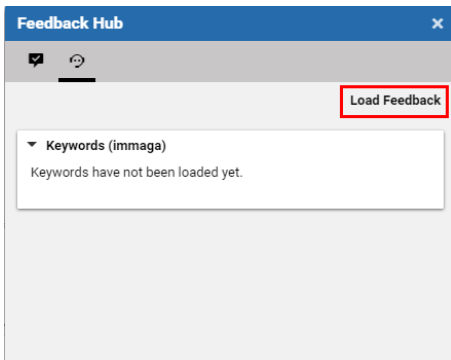 Feedback Hub
Load Feedback
Keywords (immaga)
Keywords have not been loaded yet.